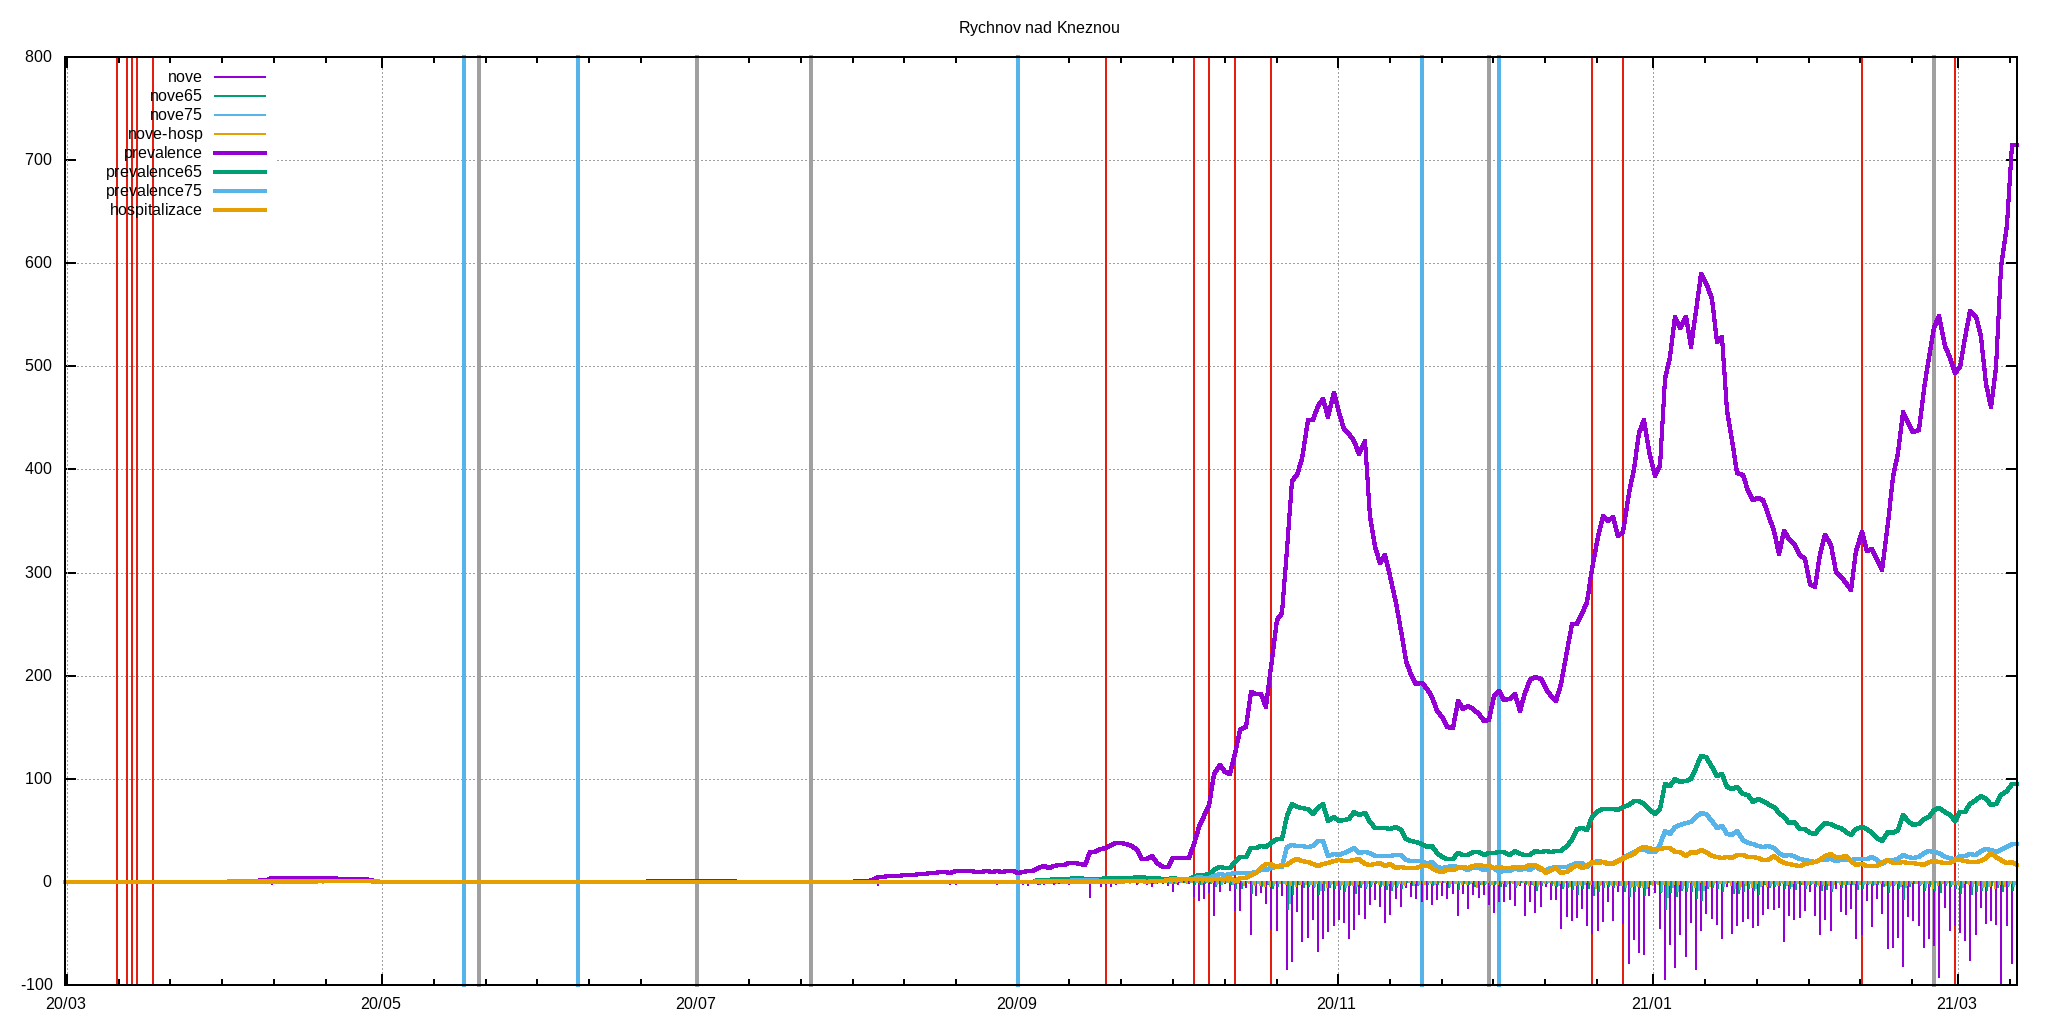 Rychnov nad Kneznou
800
700
600
500
400
300
200
100
0
-100
nove
nove65
nove75
nove-hosp
prevalence
prevalence65
prevalence75
hospitalizace
20/03 20/05 20/07 20/09 20/11 21/01 21/03